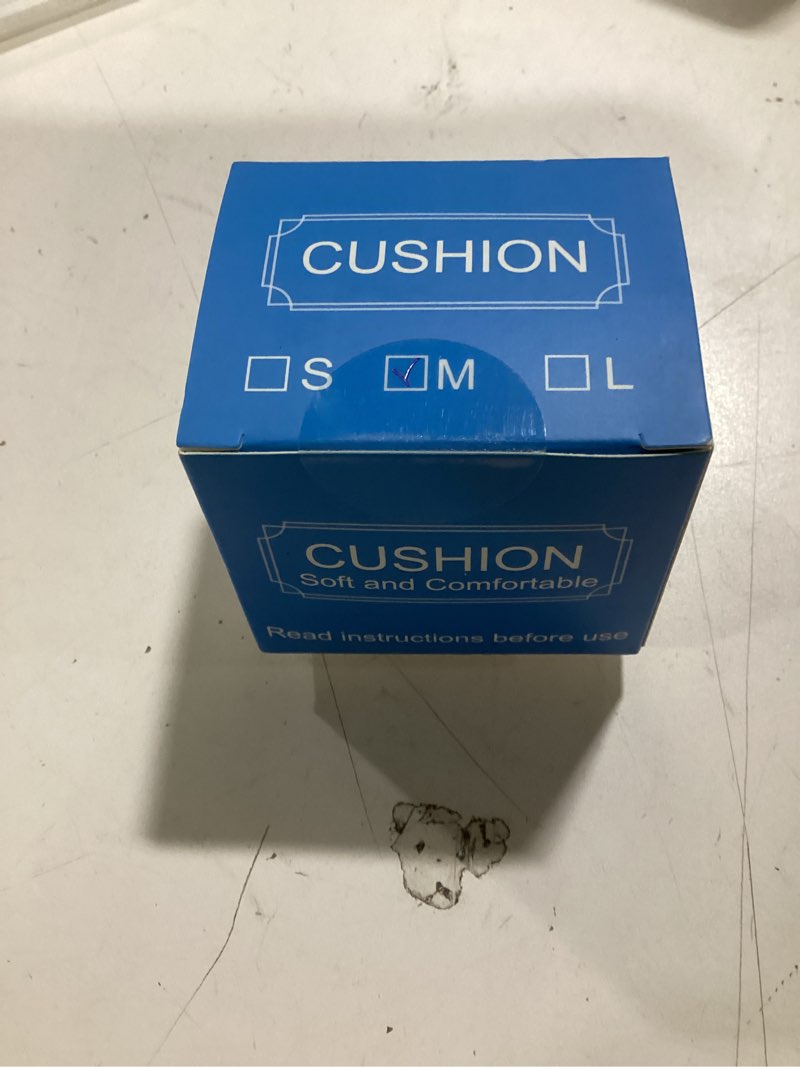 CUSHION
S M L
CUSHION
Soft and Comfortable
Read instructions before use